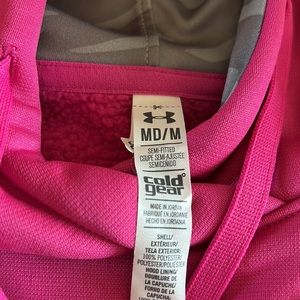 MD/M
SEMI-FITTED
COUPE SEMI-AJUSTÉE
SEMICEÑIDO
cold
gear
MADE IN JORDAN
FABRIQUÉ EN JORDANIE
HECHO EN JORDANIA
SHELL/
EXTÉRIEUR/
TELA EXTERIOR:
100% POLYESTER/
POLYESTER/POLIÉSTER
HOOD LINING/
DOUBLURE DE
LA CAPUCHE/
FORRO DE LA
CAPUCHA: